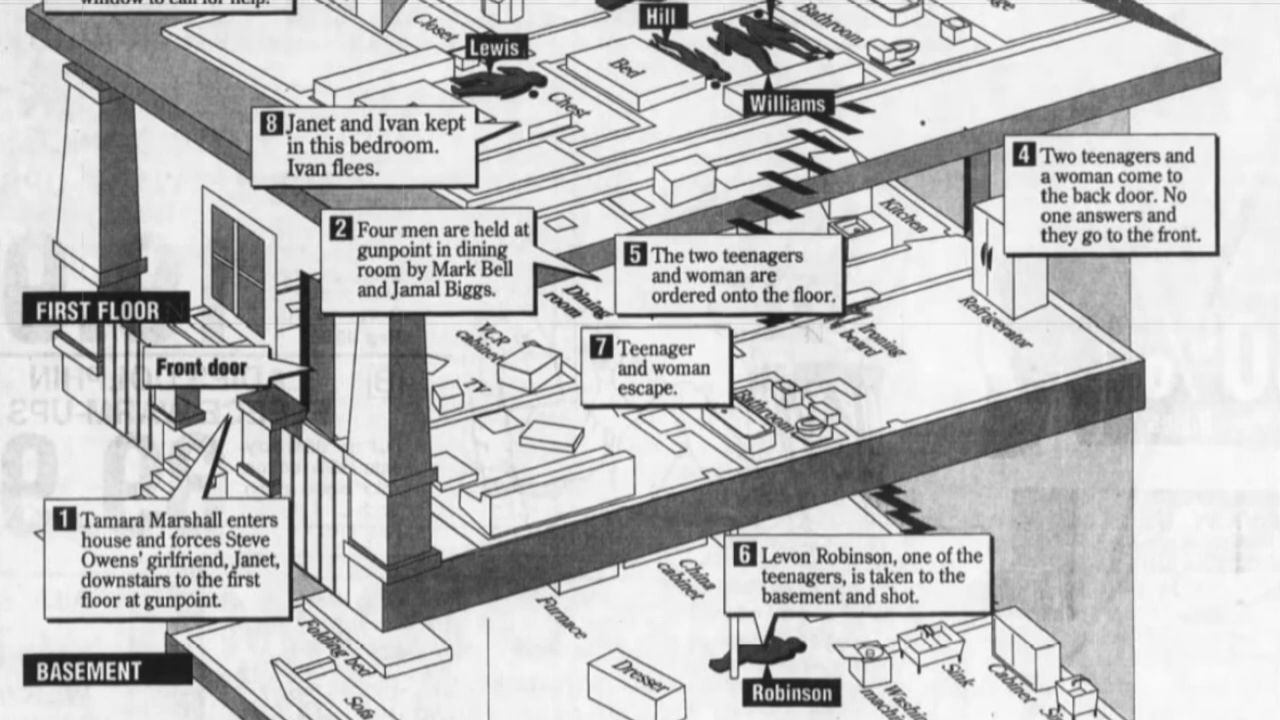 window to call for help.
Closet
Lewis
Hill
Bed
Bathroom
Williams
Chest
8 Janet and Ivan kept
in this bedroom.
Ivan flees.
4 Two teenagers and
a woman come to
the back door. No
one answers and
they go to the front.
2 Four men are held at
gunpoint in dining
room by Mark Bell
and Jamal Biggs.
Kitchen
5 The two teenagers
and woman are
ordered onto the floor.
FIRST FLOOR
Dining
room
Refrigerator
Ironing
board
VCR
cabinet
TV
7 Teenager
and woman
escape.
Front door
Bathroom
1 Tamara Marshall enters
house and forces Steve
Owens' girlfriend, Janet,
downstairs to the first
floor at gunpoint.
6 Levon Robinson, one of the
teenagers, is taken to the
basement and shot.
China
cabinet
Furnace
Folding bed
BASEMENT
Dresser
Sofa
Robinson
Sink
Cabinet